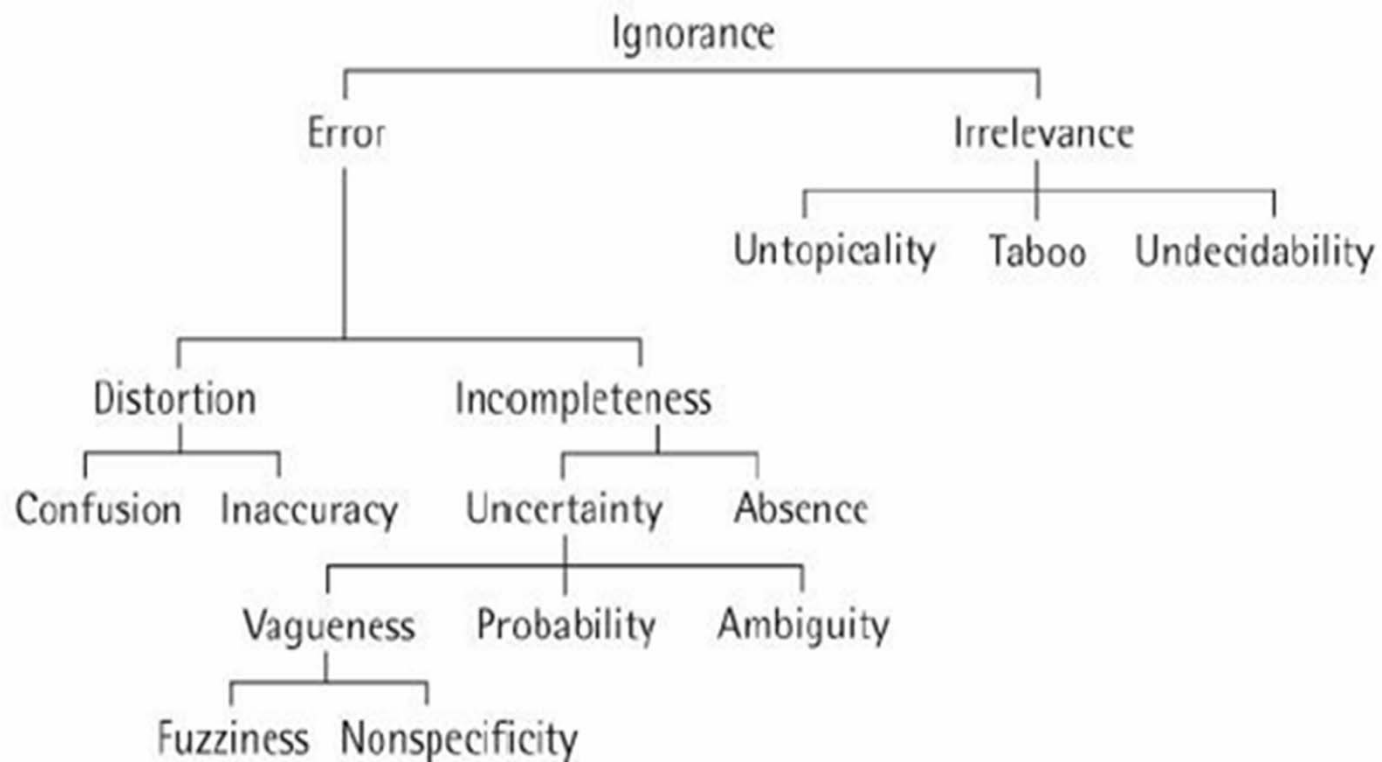 Ignorance
Error Irrelevance
Untopicality Taboo Undecidability
Distortion Incompleteness
Confusion Inaccuracy Uncertainty Absence
Vagueness Probability Ambiguity
Fuzziness Nonspecificity